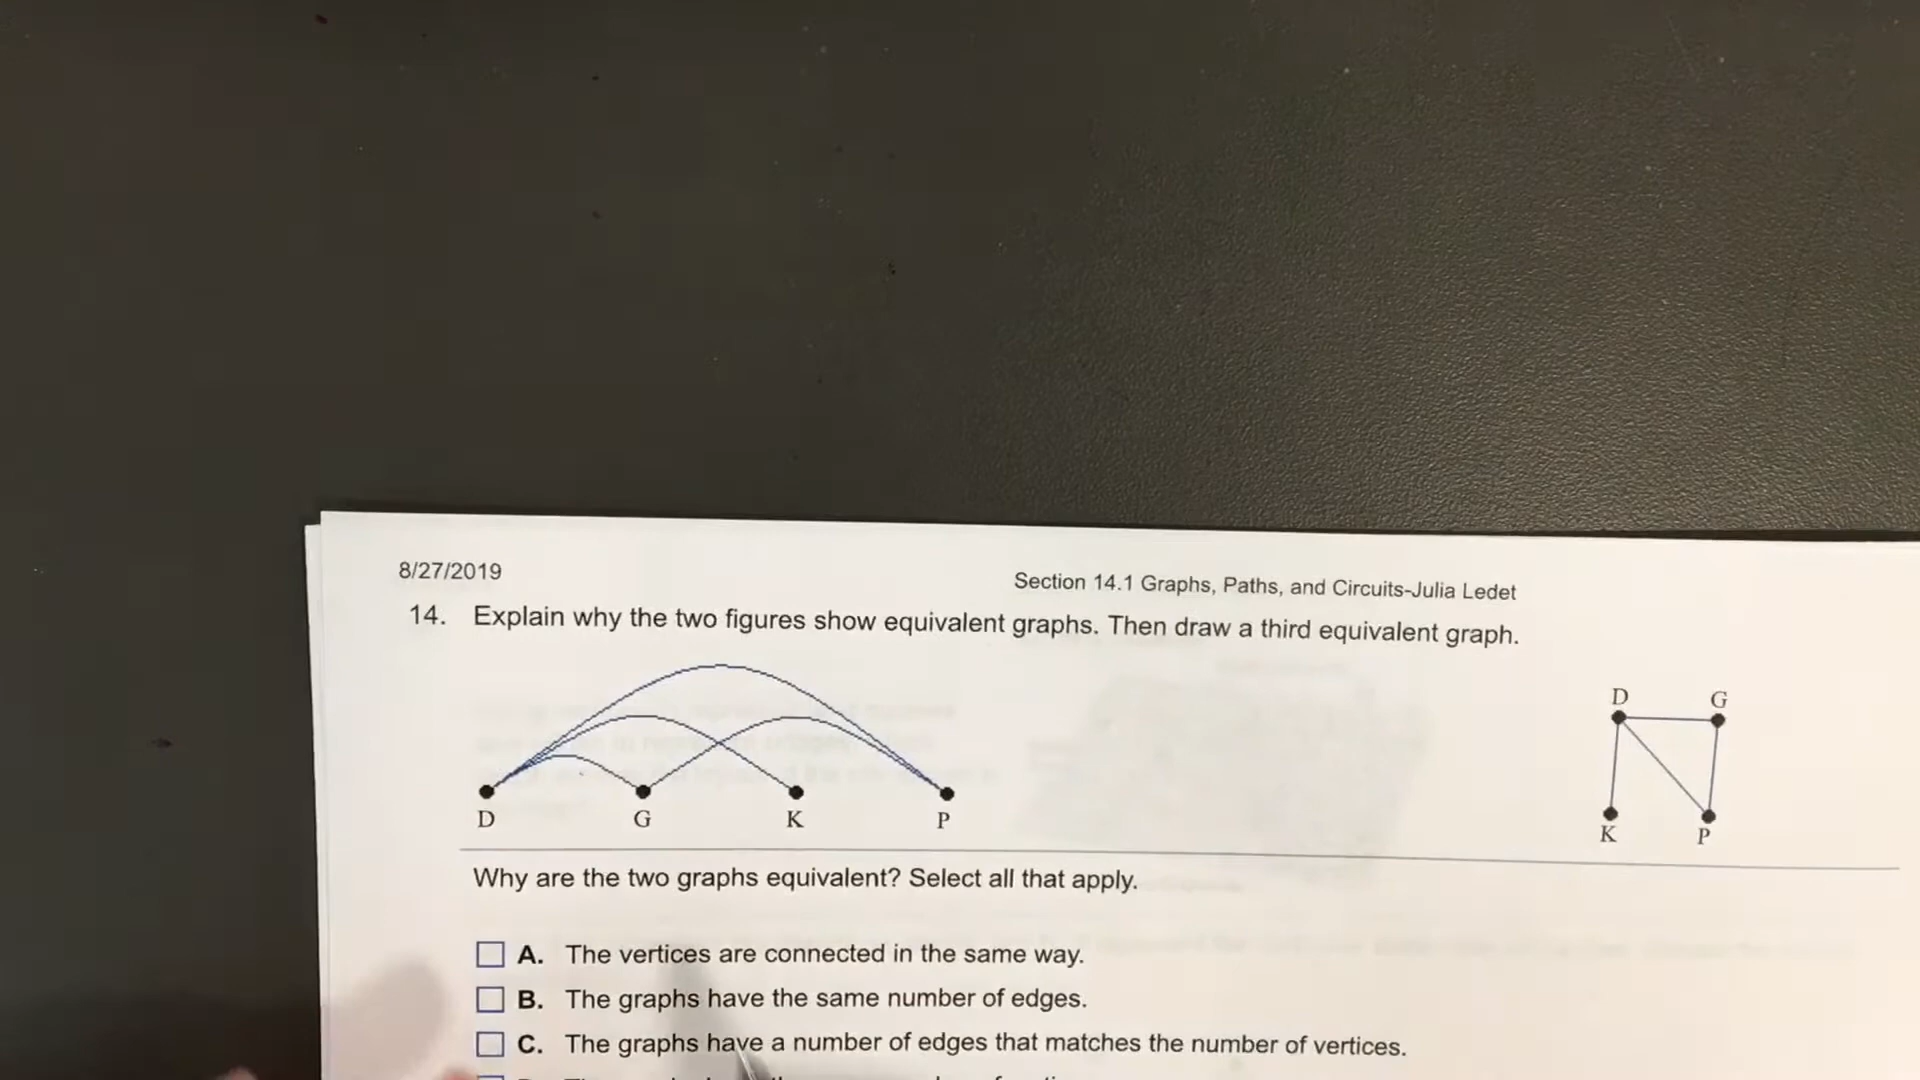 8/27/2019
Section 14.1 Graphs, Paths, and Circuits-Julia Ledet
14. Explain why the two figures show equivalent graphs. Then draw a third equivalent graph.
D G
D G K P
K P
Why are the two graphs equivalent? Select all that apply.
A. The vertices are connected in the same way.
B. The graphs have the same number of edges.
C. The graphs have a number of edges that matches the number of vertices.